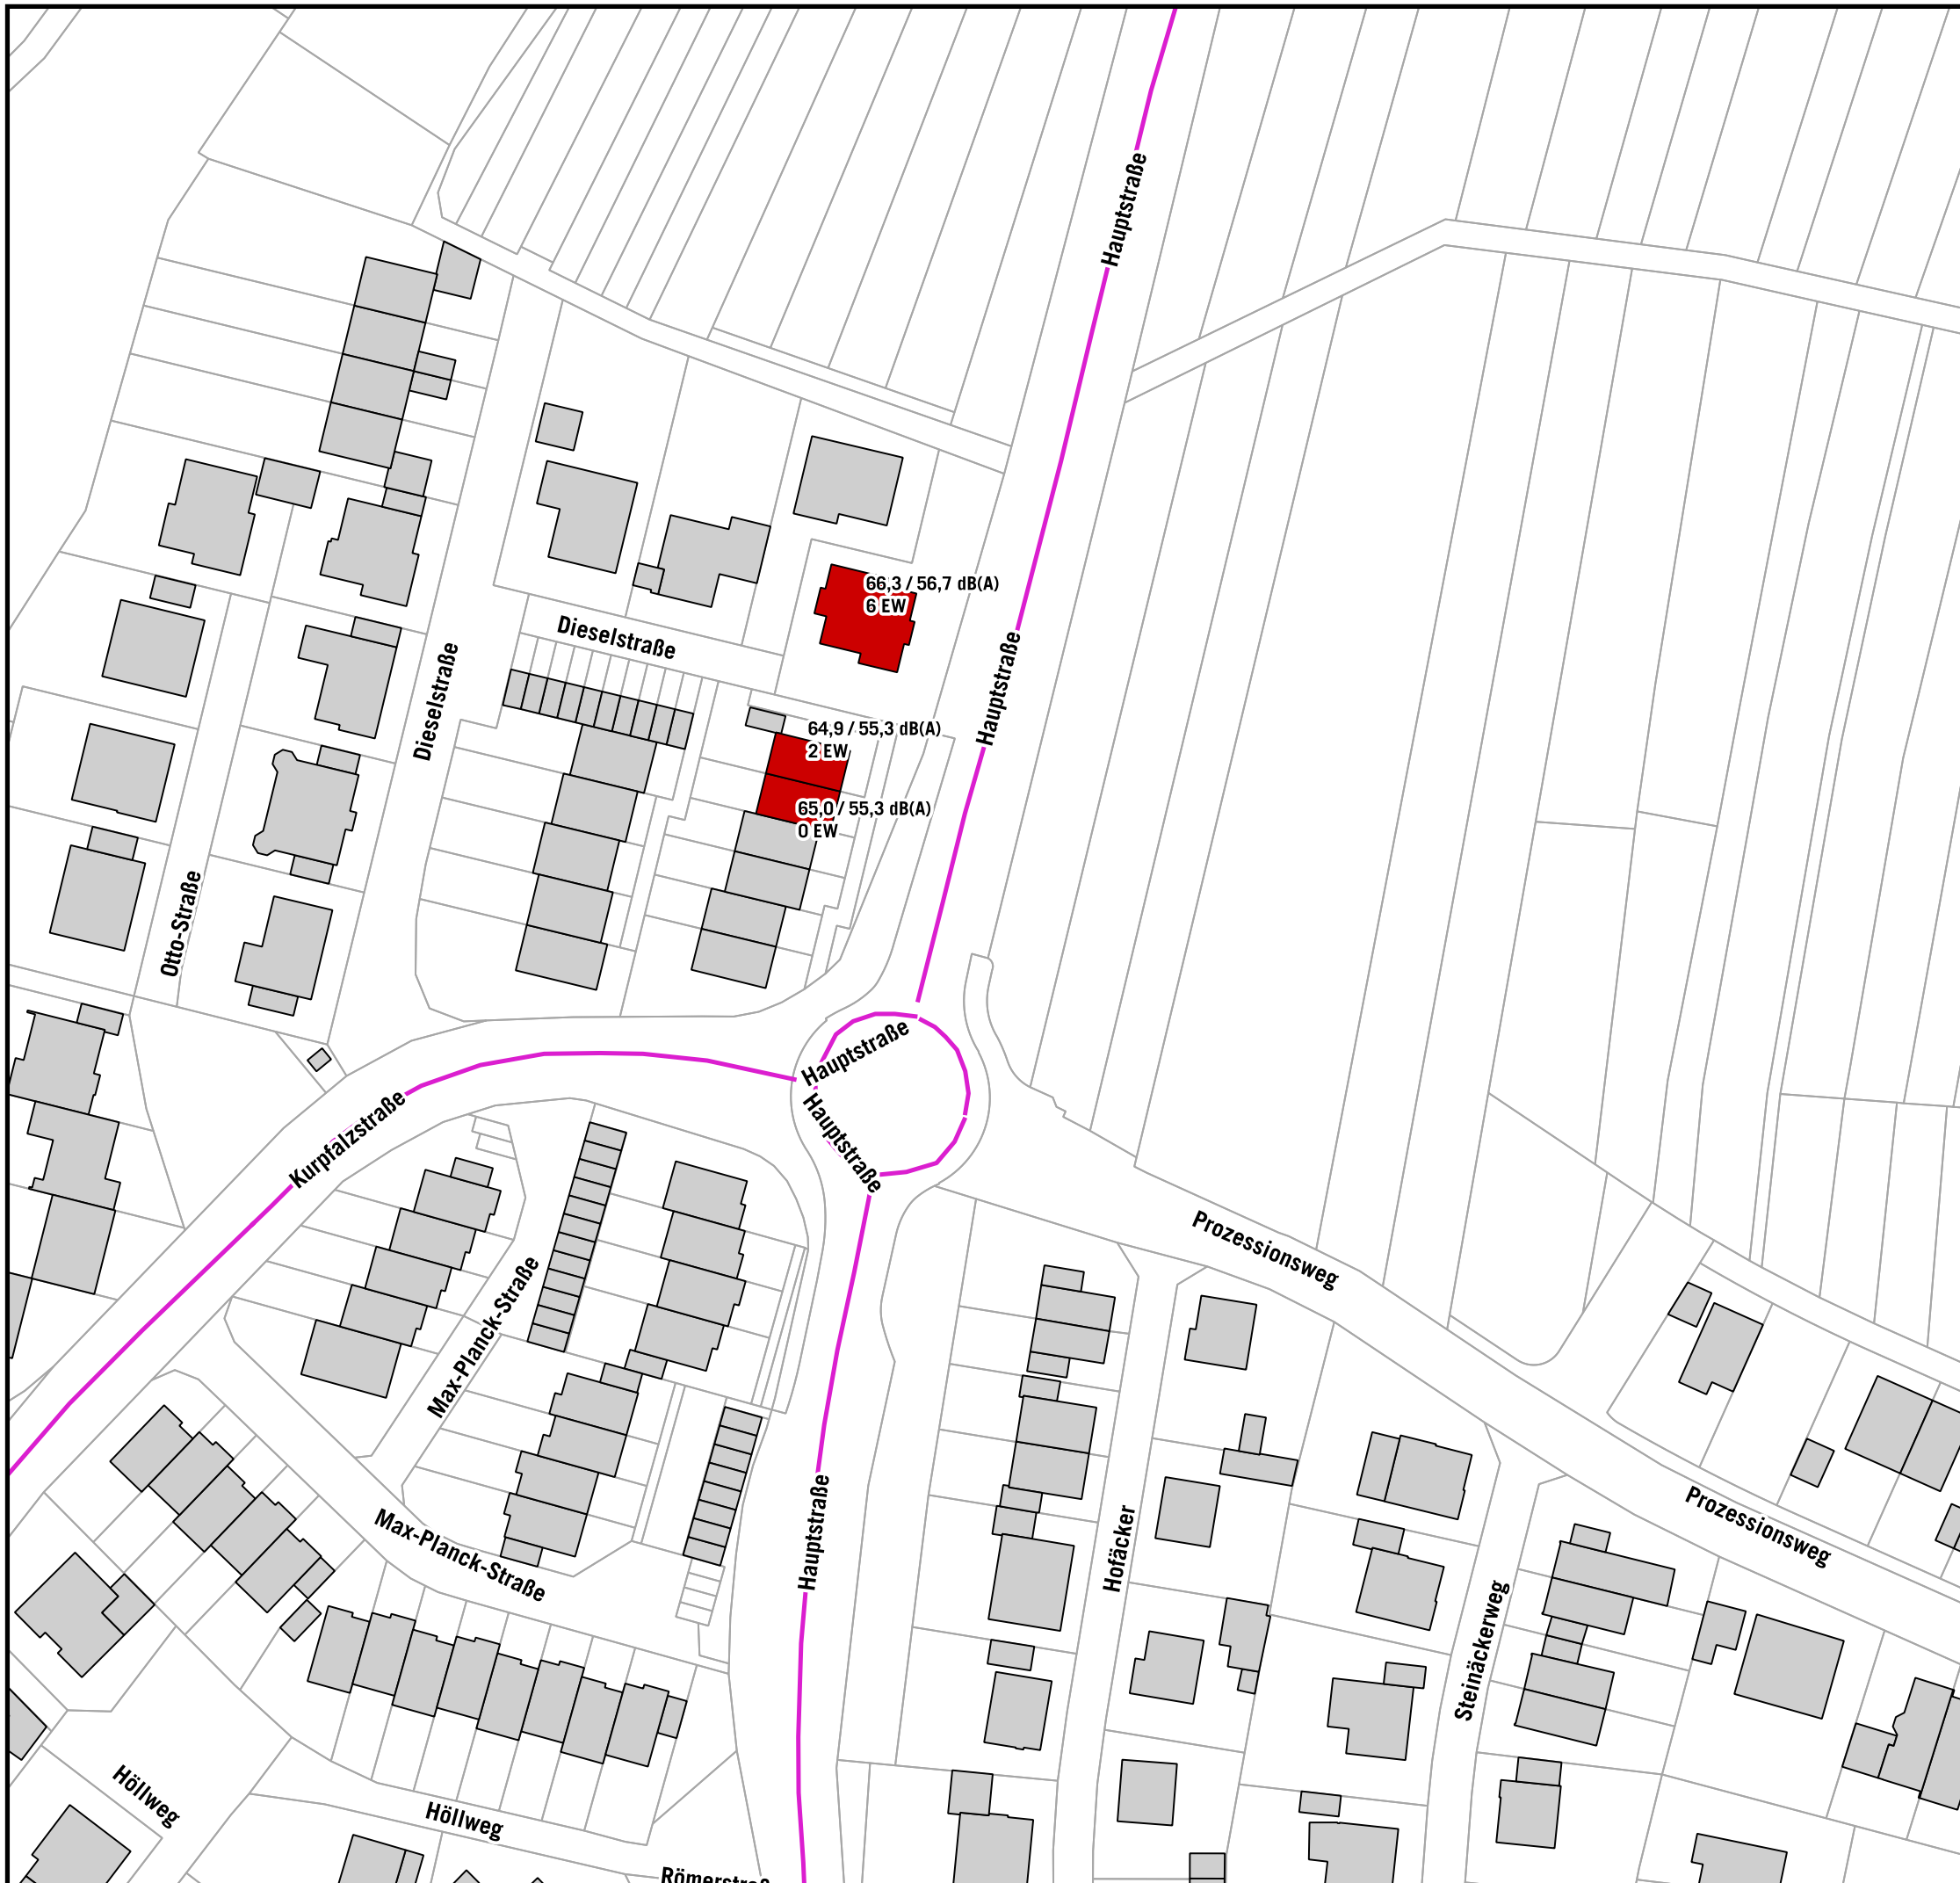 Hauptstraße
66,3 / 56,7 dB(A)
6 EW
Dieselstraße
Dieselstraße
Hauptstraße
64,9 / 55,3 dB(A)
2 EW
65,0 / 55,3 dB(A)
0 EW
Otto-Straße
Hauptstraße
Hauptstraße
Kurpfalzstraße
Prozessionsweg
Max-Planck-Straße
Hauptstraße
Max-Planck-Straße
Hofäcker
Prozessionsweg
Steinäckerweg
Höllweg
Höllweg